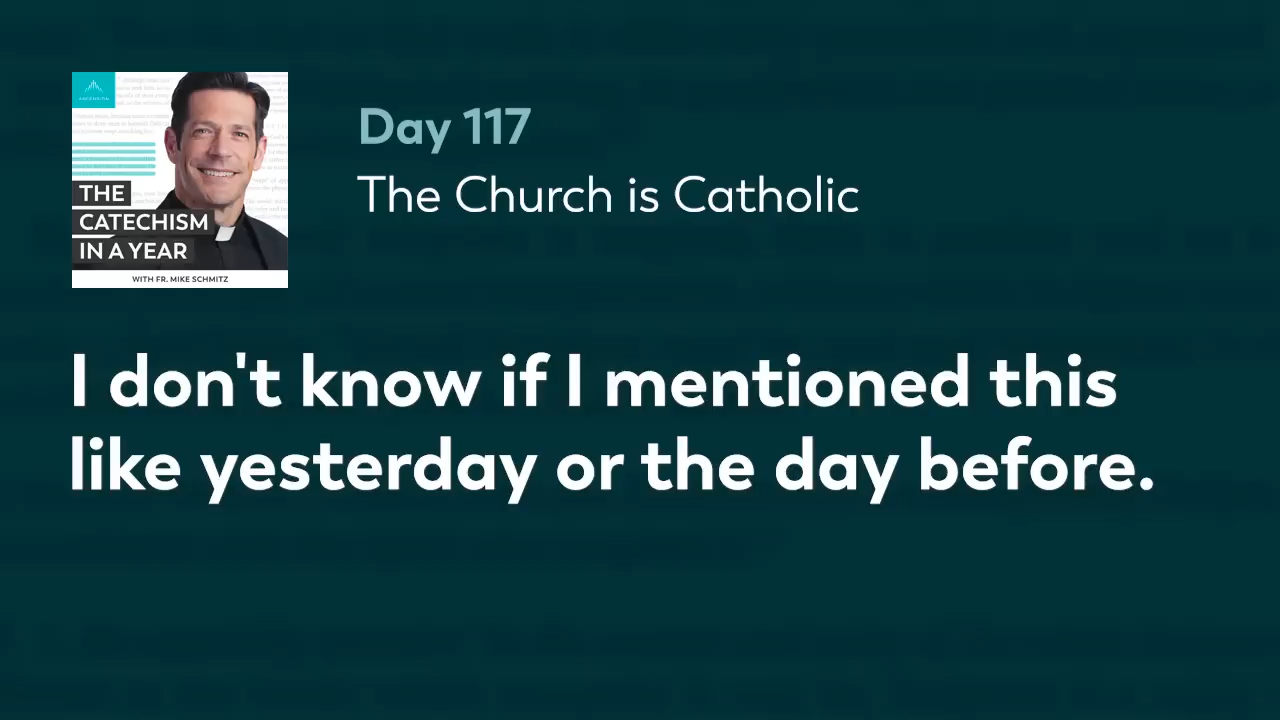 ASCENSION
THE
CATECHISM
IN A YEAR
WITH FR. MIKE SCHMITZ
Day 117
The Church is Catholic
I don't know if I mentioned this
like yesterday or the day before.